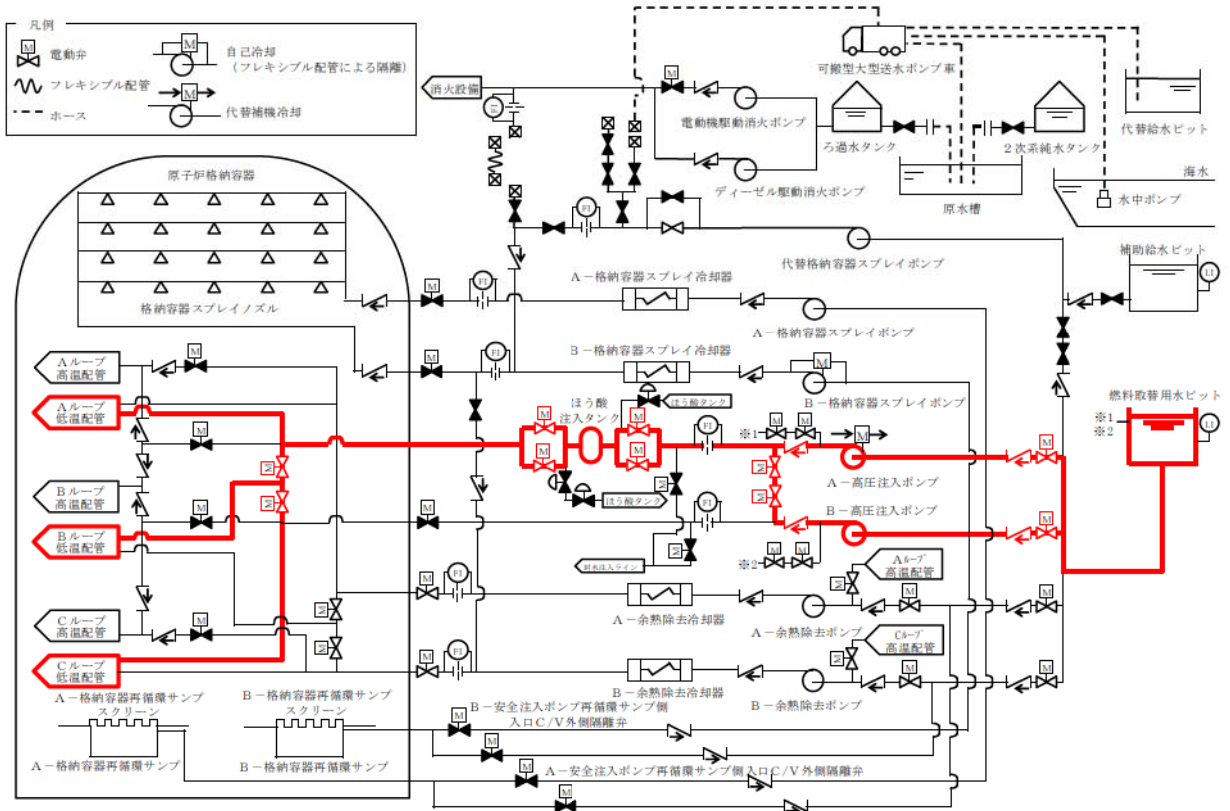 凡例
M
電動弁
フレキシブル配管
ホース
M
自己冷却
(フレキシブル配管による隔離)
M
代替補機冷却
消火設備
FI
M
電動機駆動消火ポンプ
ディーゼル駆動消火ポンプ
可搬型大型送水ポンプ車
ろ過水タンク
2次系純水タンク
原水槽
代替給水ピット
海水
水中ポンプ
FI
代替格納容器スプレイポンプ
補助給水ピット
LI
原子炉格納容器
格納容器スプレイノズル
M
FI
A-格納容器スプレイ冷却器
A-格納容器スプレイポンプ
M
FI
B-格納容器スプレイ冷却器
M
B-格納容器スプレイポンプ
燃料取替用水ピット
※1
※2
LI
Aループ
高温配管
M
Aループ
低温配管
M
Bループ
高温配管
M
Bループ
低温配管
M
M
Cループ
高温配管
M
Cループ
低温配管
M
M
ほう酸
注入タンク
ほう酸タンク
M
M
M
M
ほう酸タンク
FI
※1
M
M
M
A-高圧注入ポンプ
M
M
M
M
FI
M
B-高圧注入ポンプ
M
M
封水注入ライン
※2
M
M
M
FI
A-余熱除去冷却器
A-余熱除去ポンプ
Aループ
高温配管
M
M
M
M
FI
B-余熱除去冷却器
B-余熱除去ポンプ
Cループ
高温配管
M
M
M
A-格納容器再循環サンプ
スクリーン
B-格納容器再循環サンプ
スクリーン
A-格納容器再循環サンプ
B-格納容器再循環サンプ
B-安全注入ポンプ再循環サンプ側
入口C/V外側隔離弁
M
M
A-安全注入ポンプ再循環サンプ側入口C/V外側隔離弁
M
M